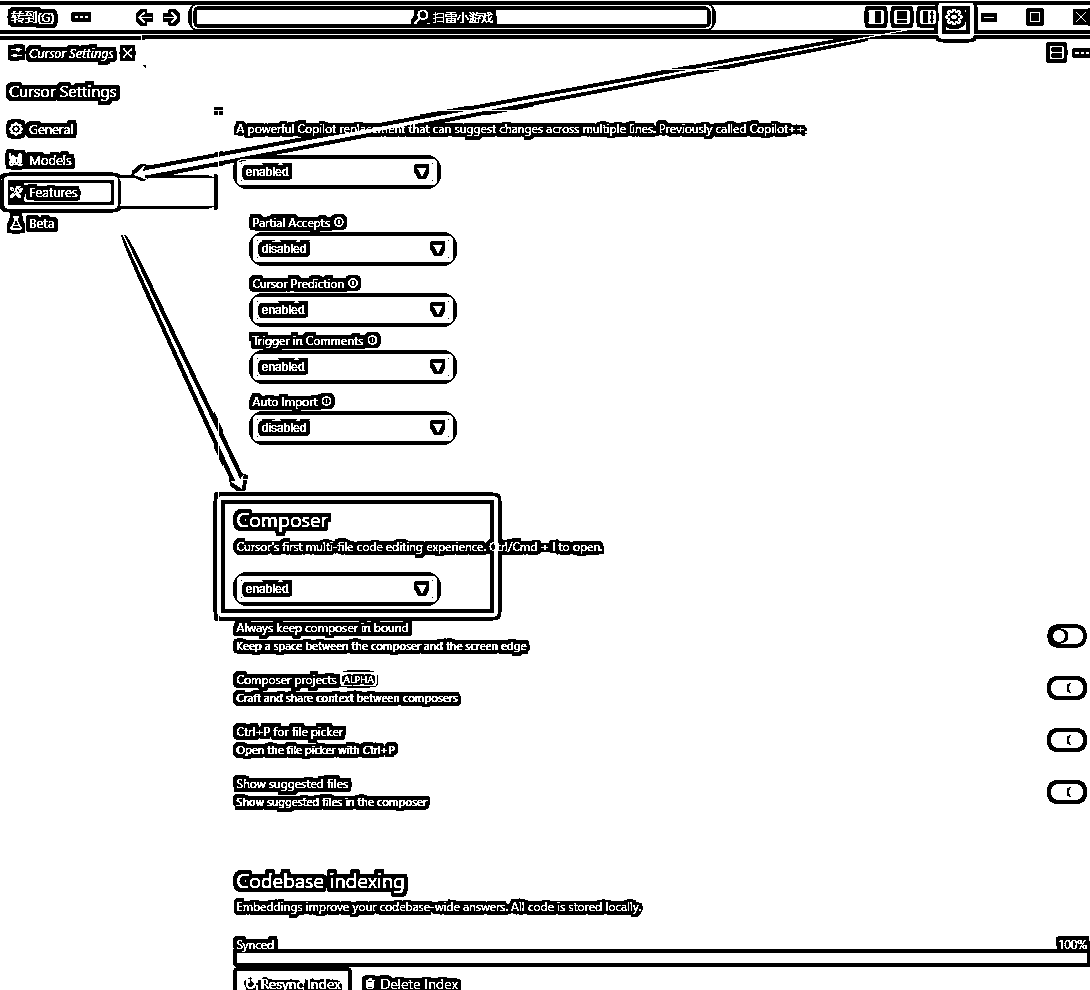 转到(G) ···
扫雷小游戏
Cursor Settings
Cursor Settings
General
Models
Features
Beta
A powerful Copilot replacement that can suggest changes across multiple lines. Previously called Copilot++
enabled
Partial Accepts
disabled
Cursor Prediction
enabled
Trigger in Comments
enabled
Auto Import
disabled
Composer
Cursor's first multi-file code editing experience. Ctrl/Cmd + I to open.
enabled
Always keep composer in bound
Keep a space between the composer and the screen edge
Composer projects ALPHA
Craft and share context between composers
Ctrl+P for file picker
Open the file picker with Ctrl+P
Show suggested files
Show suggested files in the composer
Codebase indexing
Embeddings improve your codebase-wide answers. All code is stored locally.
Synced 100%
Resync Index Delete Index